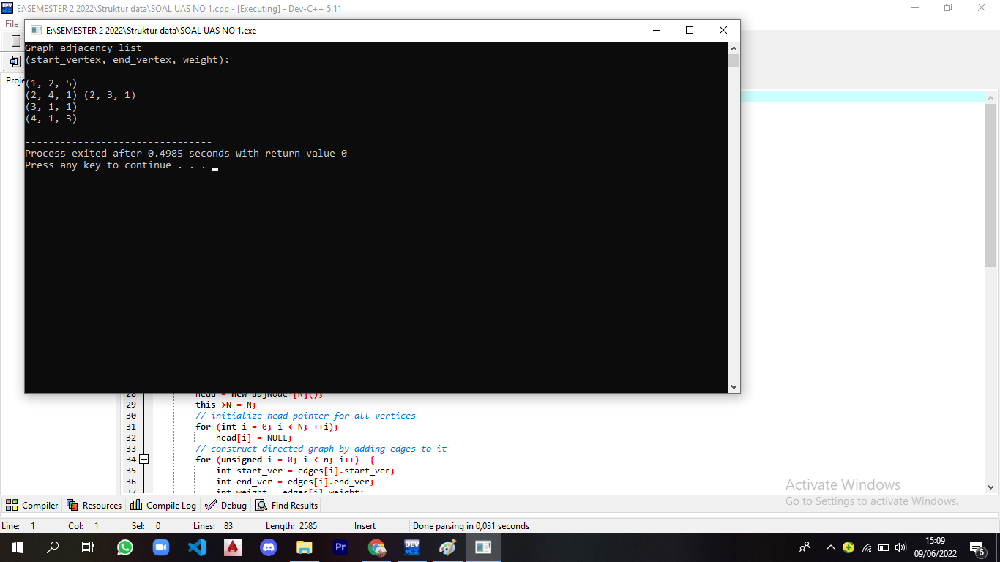 E:\SEMESTER 2 2022\Struktur data\SOAL UAS NO 1.cpp - [Executing] - Dev-C++ 5.11
File
E:\SEMESTER 2 2022\Struktur data\SOAL UAS NO 1.exe
Graph adjacency list
(start_vertex, end_vertex, weight):
(1, 2, 5)
(2, 4, 1) (2, 3, 1)
(3, 1, 1)
(4, 1, 3)
--------------------------------
Process exited after 0.4985 seconds with return value 0
Press any key to continue . . .
Proje
28 head = new adjNode*[N]();
29 this->N = N;
30 // initialize head pointer for all vertices
31 for (int i = 0; i < N; ++i);
32 head[i] = NULL;
33 // construct directed graph by adding edges to it
34 for (unsigned i = 0; i < n; i++) {
35 int start_ver = edges[i].start_ver;
36 int end_ver = edges[i].end_ver;
37 int weight = edges[i].weight;
Activate Windows
Go to Settings to activate Windows.
Compiler Resources Compile Log Debug Find Results
Line: 1 Col: 1 Sel: 0 Lines: 83 Length: 2585 Insert Done parsing in 0,031 seconds
Pr
DEV
15:09
09/06/2022
6